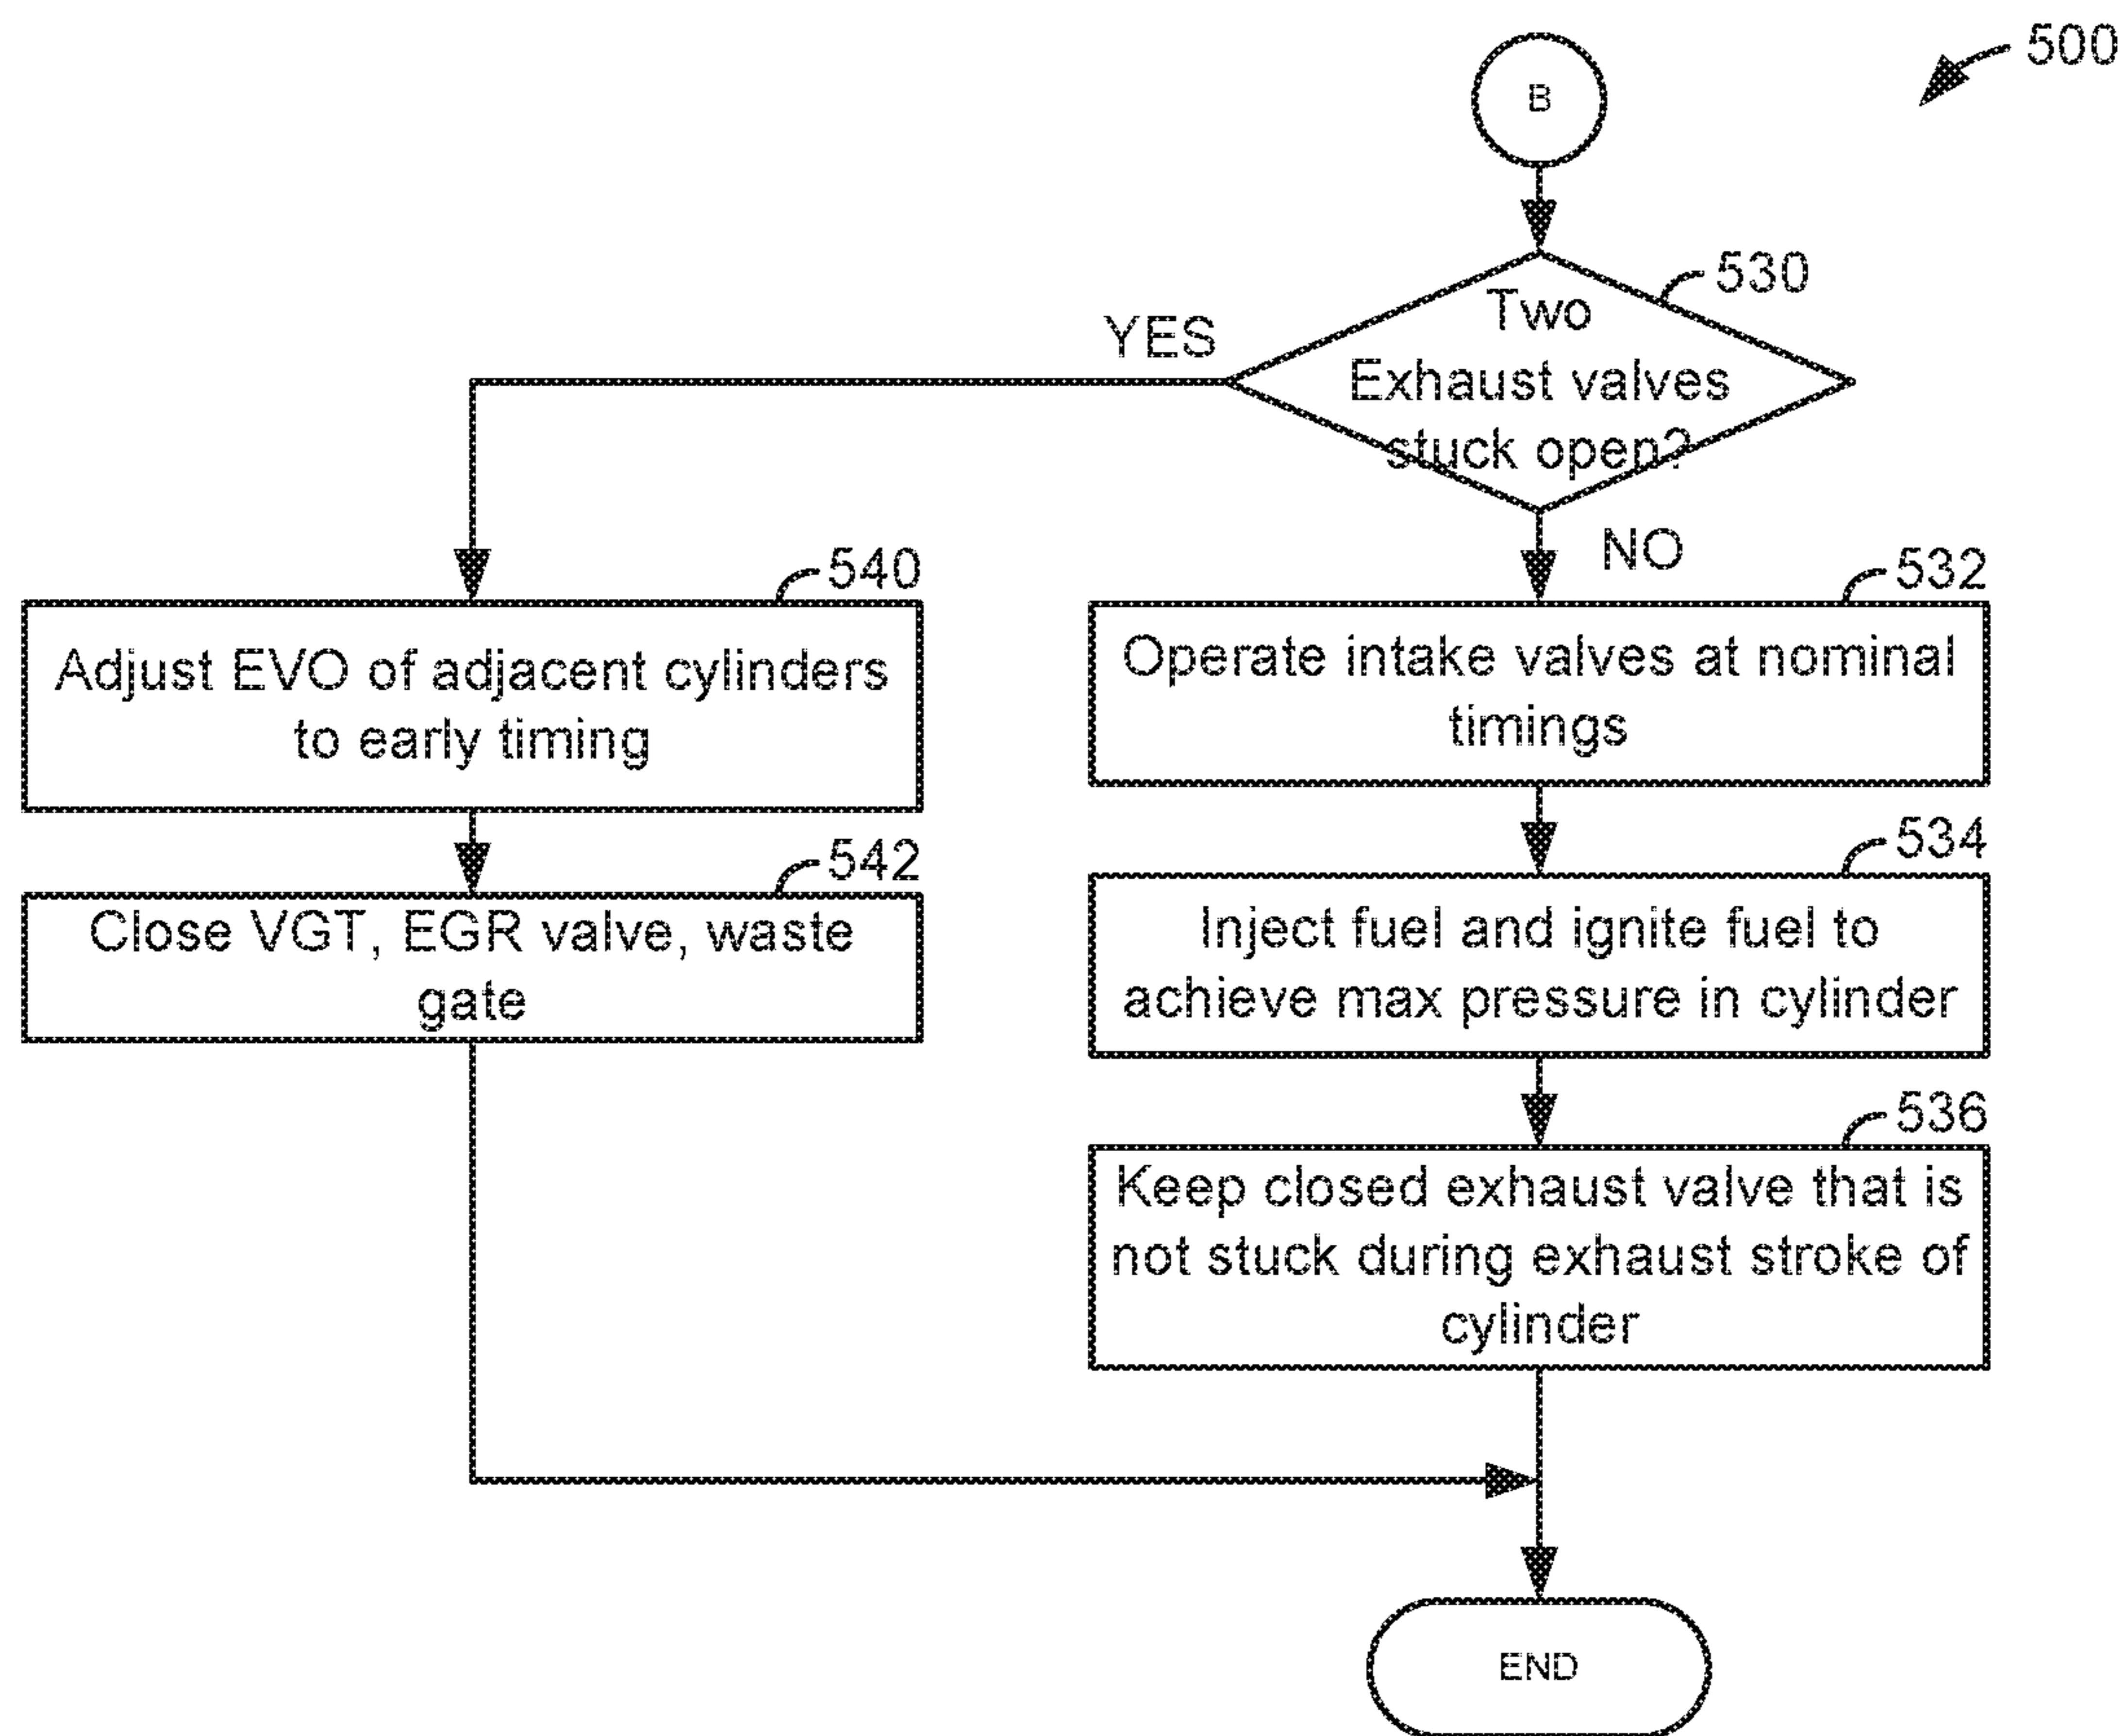 500
B
530
Two
Exhaust valves
stuck open?
YES
NO
540
Adjust EVO of adjacent cylinders
to early timing
542
Close VGT, EGR valve, waste
gate
532
Operate intake valves at nominal
timings
534
Inject fuel and ignite fuel to
achieve max pressure in cylinder
536
Keep closed exhaust valve that is
not stuck during exhaust stroke of
cylinder
END